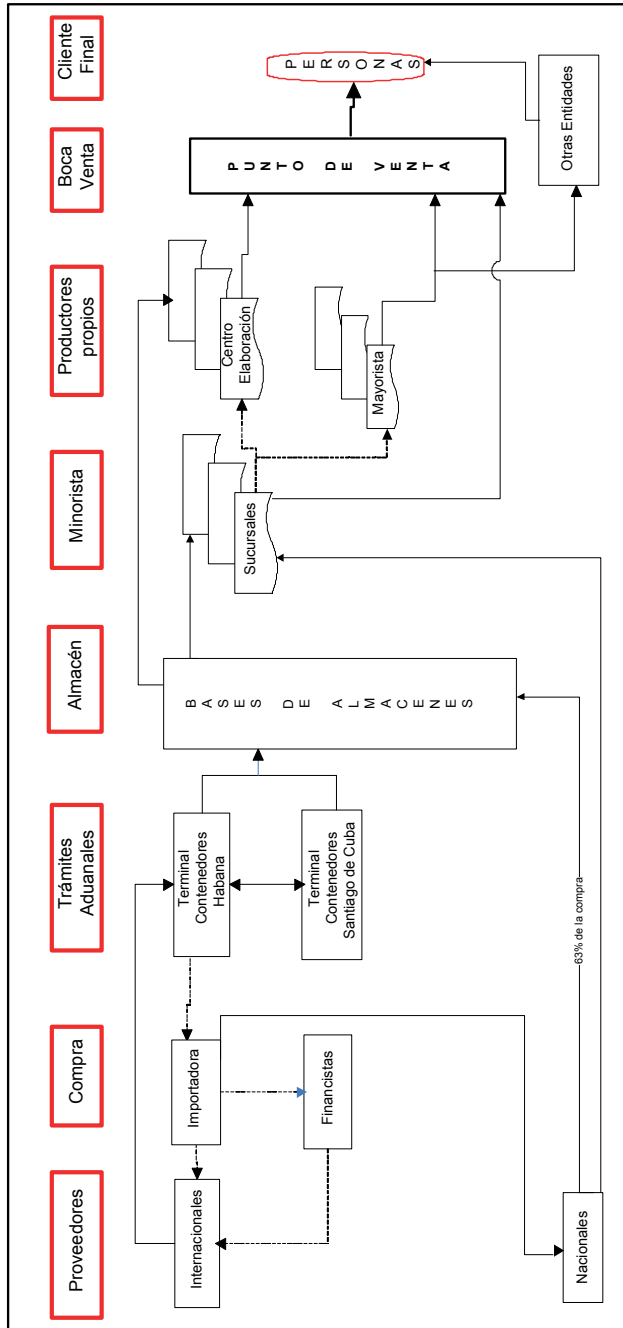 Proveedores
Compra
Trámites
Aduanales
Almacén
Minorista
Productores
propios
Boca
Venta
Cliente
Final
Internacionales
Importadora
Financistas
Nacionales
Terminal
Contenedores
Habana
Terminal
Contenedores
Santiago de Cuba
63% de la compra
BASES DE ALMACENES
Sucursales
Centro
Elaboración
Mayorista
PUNTO DE VENTA
PERSONAS
Otras Entidades